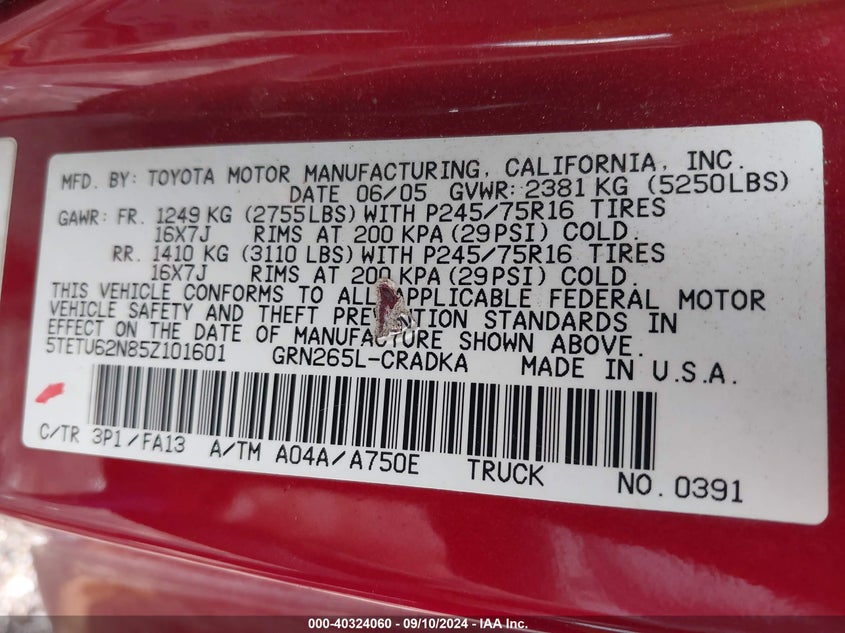 MFD. BY: TOYOTA MOTOR MANUFACTURING, CALIFORNIA, INC.
DATE 06/05 GVWR: 2381 KG (5250LBS)
GAWR: FR. 1249 KG (2755LBS) WITH P245/75R16 TIRES
16X7J RIMS AT 200 KPA (29PSI) COLD.
RR. 1410 KG (3110 LBS) WITH P245/75R16 TIRES
16X7J RIMS AT 200 KPA (29PSI) COLD.
THIS VEHICLE CONFORMS TO ALL APPLICABLE FEDERAL MOTOR
VEHICLE SAFETY AND THEFT PREVENTION STANDARDS IN
EFFECT ON THE DATE OF MANUFACTURE SHOWN ABOVE.
5TETU62N85Z101601 GRN265L-CRADKA MADE IN U.S.A.
C/TR 3P1/FA13 A/TM A04A/A750E TRUCK NO. 0391
000-40324060 - 09/10/2024 - IAA Inc.